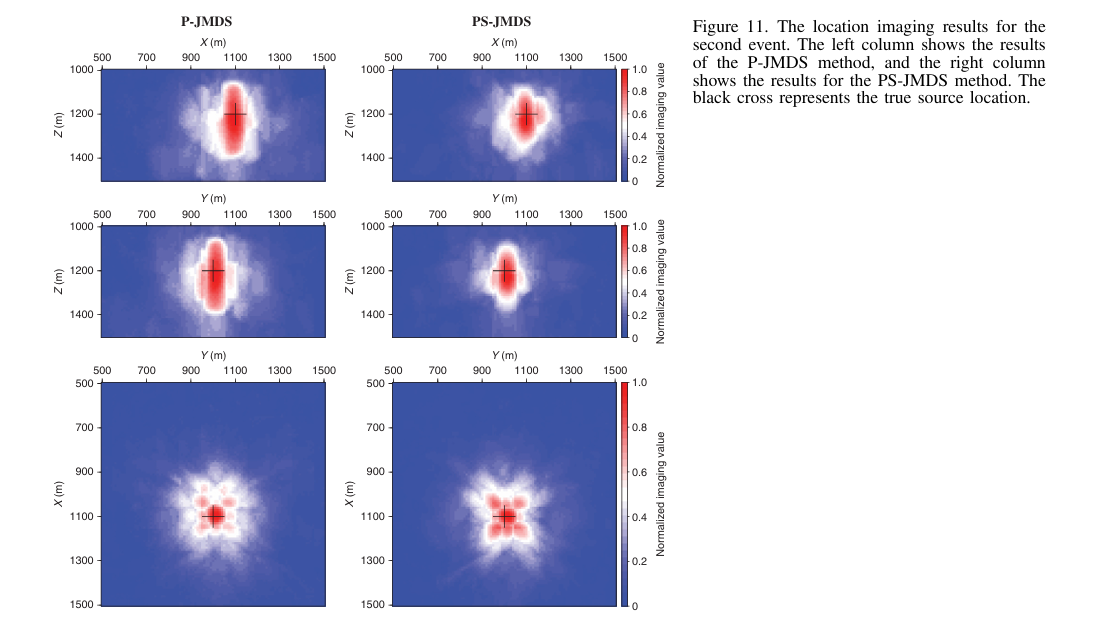 P-JMDS PS-JMDS
X (m) X (m)
500 700 900 1100 1300 1500 500 700 900 1100 1300 1500
1000 1000 1.0
0.8
1200 1200 0.6
0.4
1400 1400 0.2
0
Z (m) Z (m) Normalized imaging value
Y (m) Y (m)
500 700 900 1100 1300 1500 500 700 900 1100 1300 1500
1000 1000 1.0
0.8
1200 1200 0.6
0.4
1400 1400 0.2
0
Z (m) Z (m) Normalized imaging value
Y (m) Y (m)
500 700 900 1100 1300 1500 500 700 900 1100 1300 1500
500 500 1.0
700 700 0.8
900 900 0.6
1100 1100 0.4
1300 1300 0.2
1500 1500 0
X (m) X (m) Normalized imaging value
Figure 11. The location imaging results for the
second event. The left column shows the results
of the P-JMDS method, and the right column
shows the results for the PS-JMDS method. The
black cross represents the true source location.